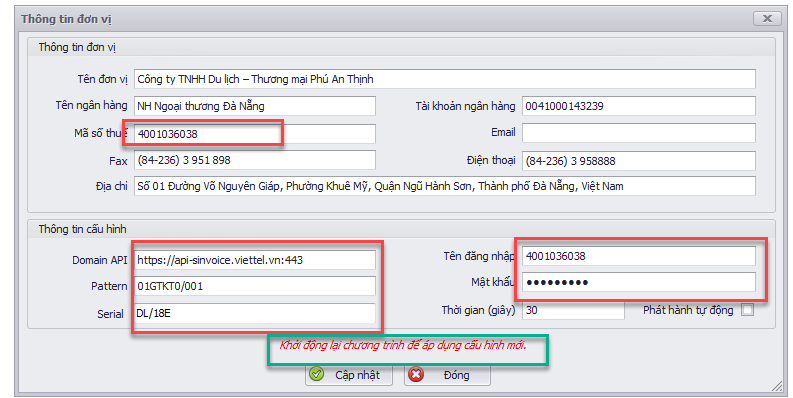 Thông tin đơn vị
Thông tin đơn vị
Tên đơn vị Công ty TNHH Du lịch – Thương mại Phú An Thịnh
Tên ngân hàng NH Ngoại thương Đà Nẵng Tài khoản ngân hàng 0041000143239
Mã số thuế 4001036038 Email
Fax (84-236) 3 951 898 Điện thoại (84-236) 3 958888
Địa chỉ Số 01 Đường Võ Nguyên Giáp, Phường Khuê Mỹ, Quận Ngũ Hành Sơn, Thành phố Đà Nẵng, Việt Nam
Thông tin cấu hình
Domain API https://api-sinvoice.viettel.vn:443 Tên đăng nhập 4001036038
Pattern 01GTKT0/001 Mật khẩu ●●●●●●●●●
Serial DL/18E Thời gian (giây) 30 Phát hành tự động
Khởi động lại chương trình để áp dụng cấu hình mới.
Cập nhật Đóng